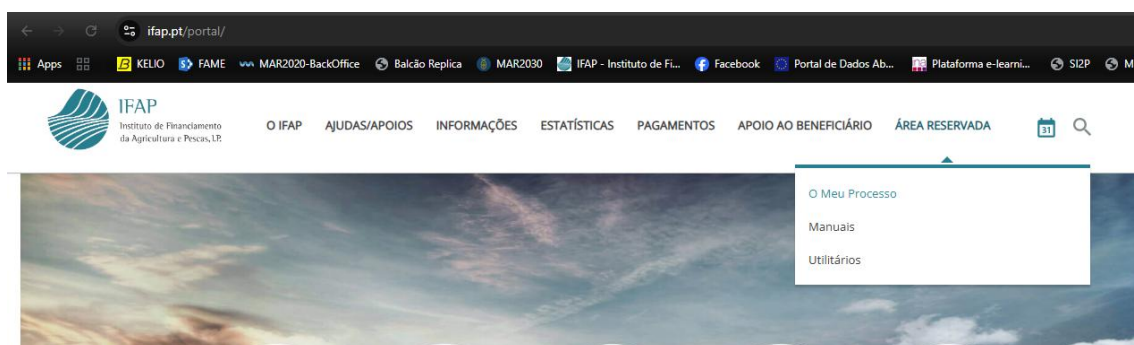 ifap.pt/portal/
Apps KELIO FAME MAR2020-BackOffice Balcão Replica MAR2030 IFAP - Instituto de Fi... Facebook Portal de Dados Ab... Plataforma e-learni... SI2P M
IFAP
Instituto de Financiamento
da Agricultura e Pescas, I.P.
O IFAP AJUDAS/APOIOS INFORMAÇÕES ESTATÍSTICAS PAGAMENTOS APOIO AO BENEFICIÁRIO ÁREA RESERVADA 31
O Meu Processo
Manuais
Utilitários